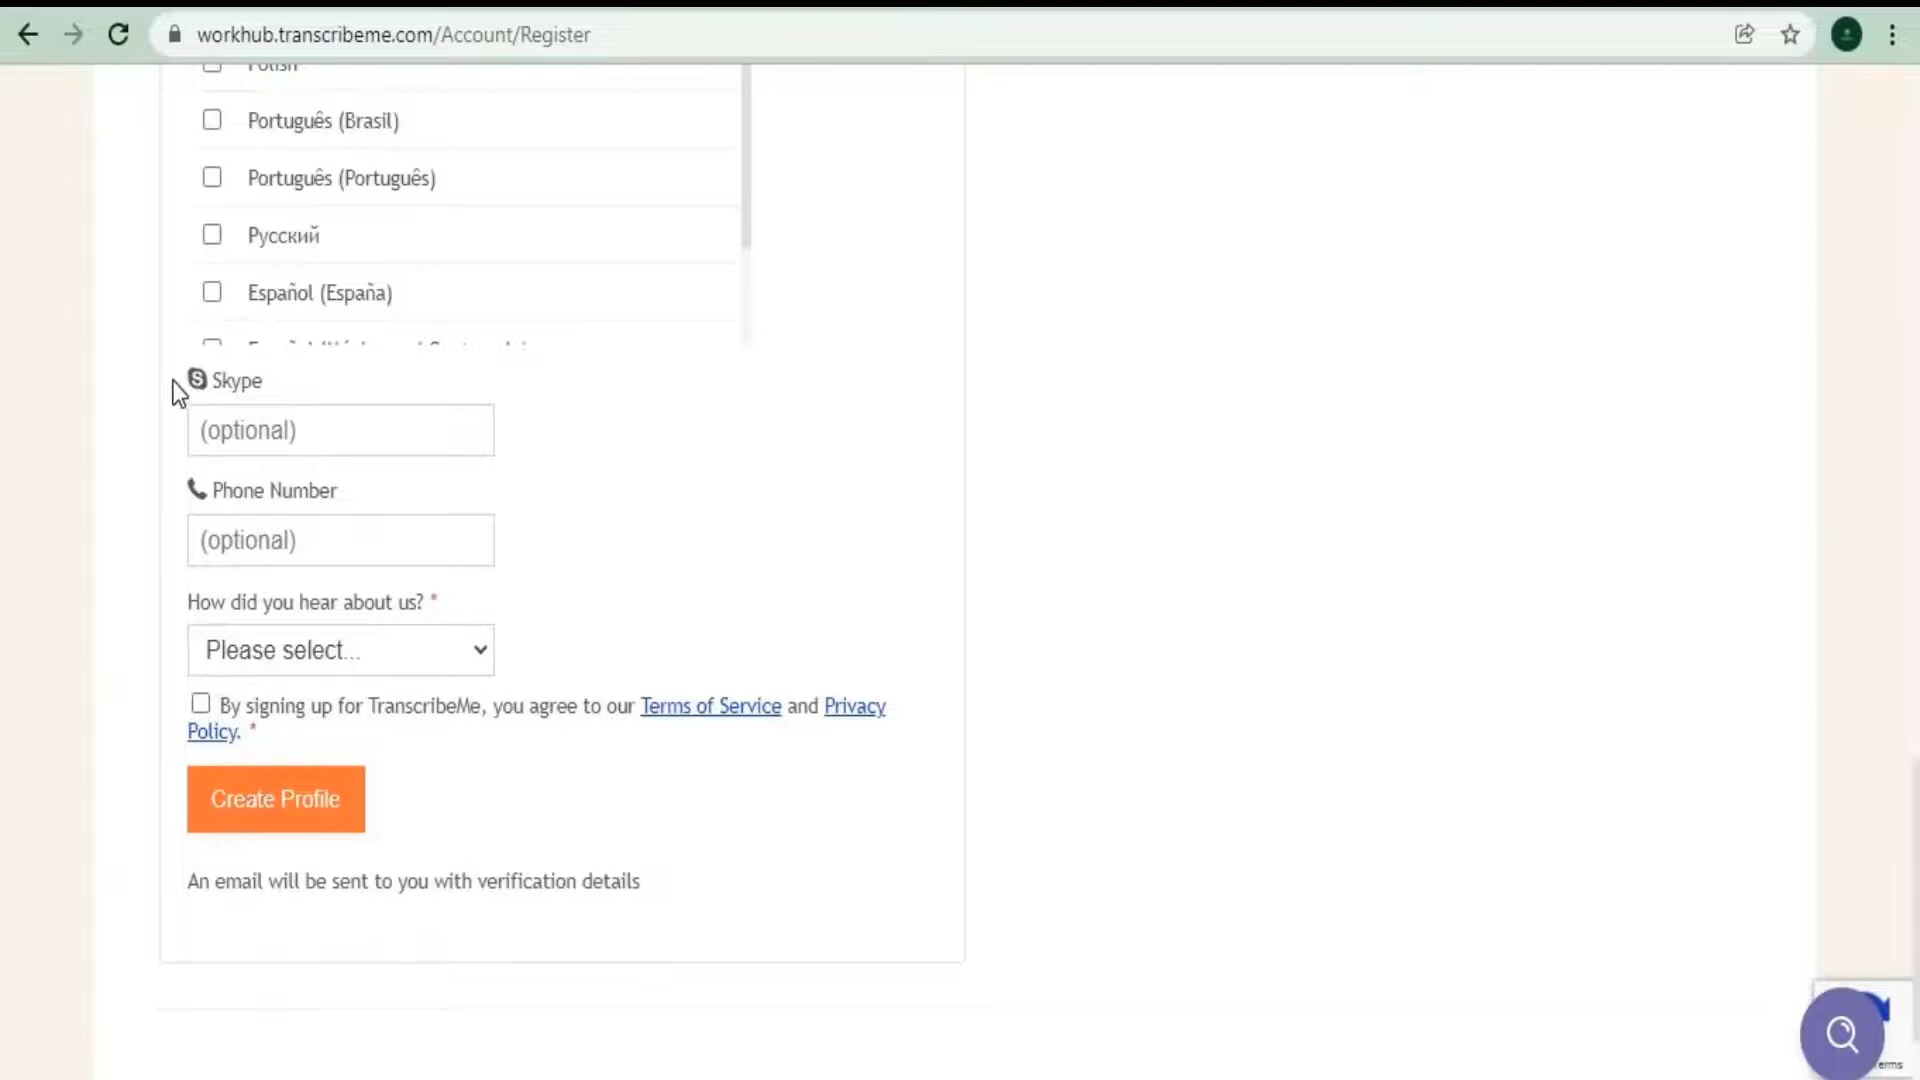 workhub.transcribeme.com/Account/Register
Polish
Português (Brasil)
Português (Português)
Русский
Español (España)
Skype
(optional)
Phone Number
(optional)
How did you hear about us? *
Please select...
By signing up for TranscribeMe, you agree to our Terms of Service and Privacy
Policy. *
Create Profile
An email will be sent to you with verification details